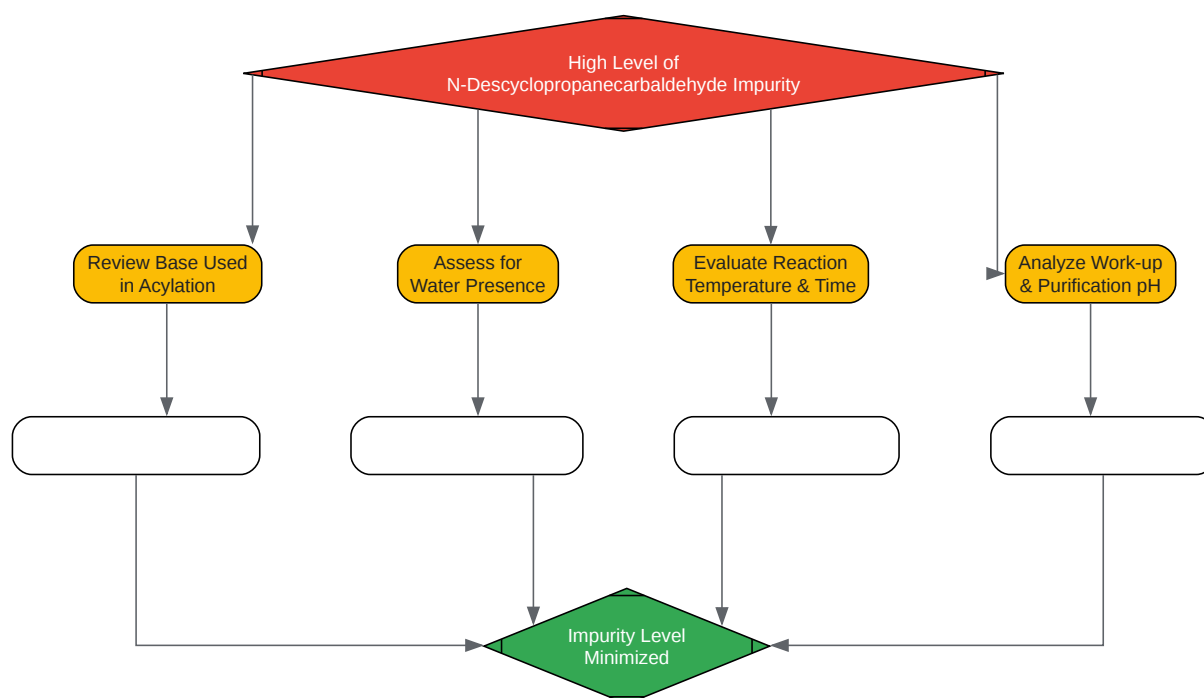 High Level of
N-Descyclopropanecarbaldehyde Impurity
Review Base Used
in Acylation
Assess for
Water Presence
Evaluate Reaction
Temperature & Time
Analyze Work-up
& Purification pH
Impurity Level
Minimized